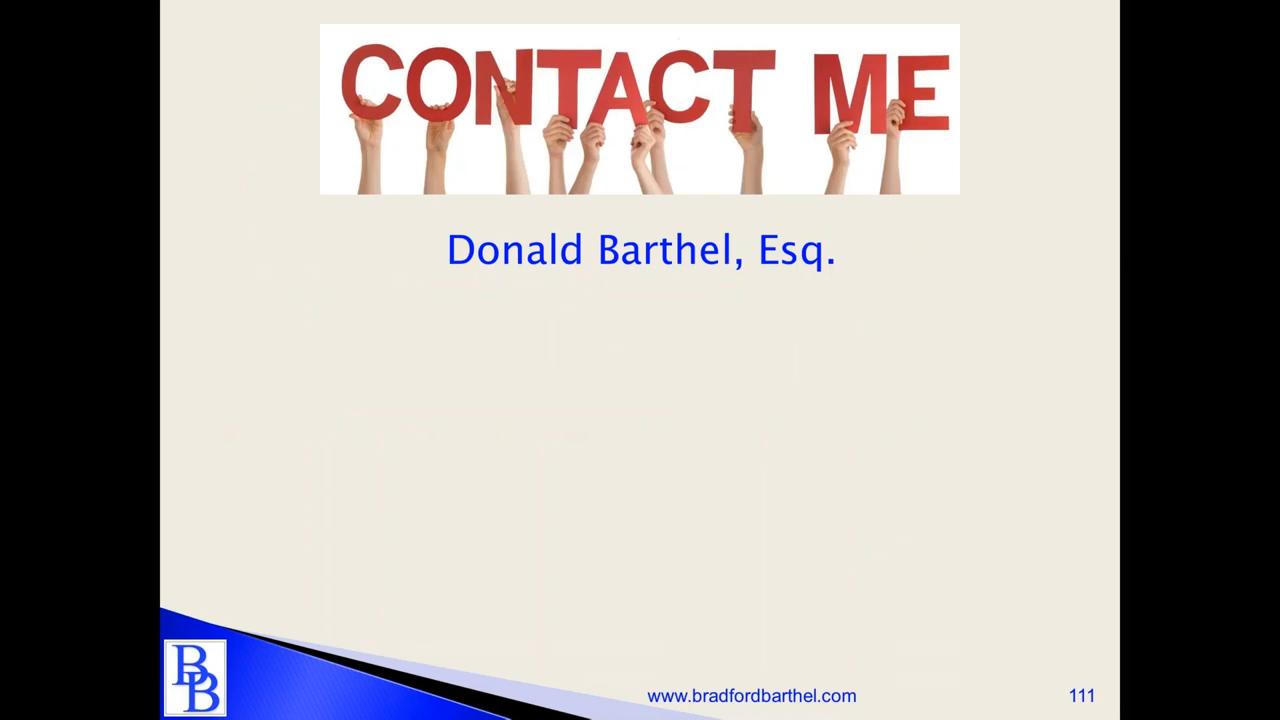 CONTACT ME
Donald Barthel, Esq.
BB
www.bradfordbarthel.com
111